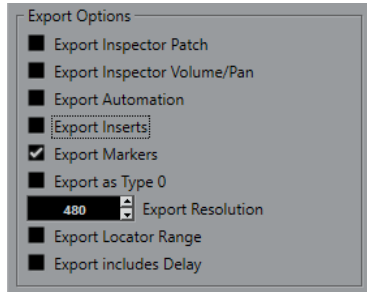 Export Options
Export Inspector Patch
Export Inspector Volume/Pan
Export Automation
Export Inserts
Export Markers
Export as Type 0
480 Export Resolution
Export Locator Range
Export includes Delay